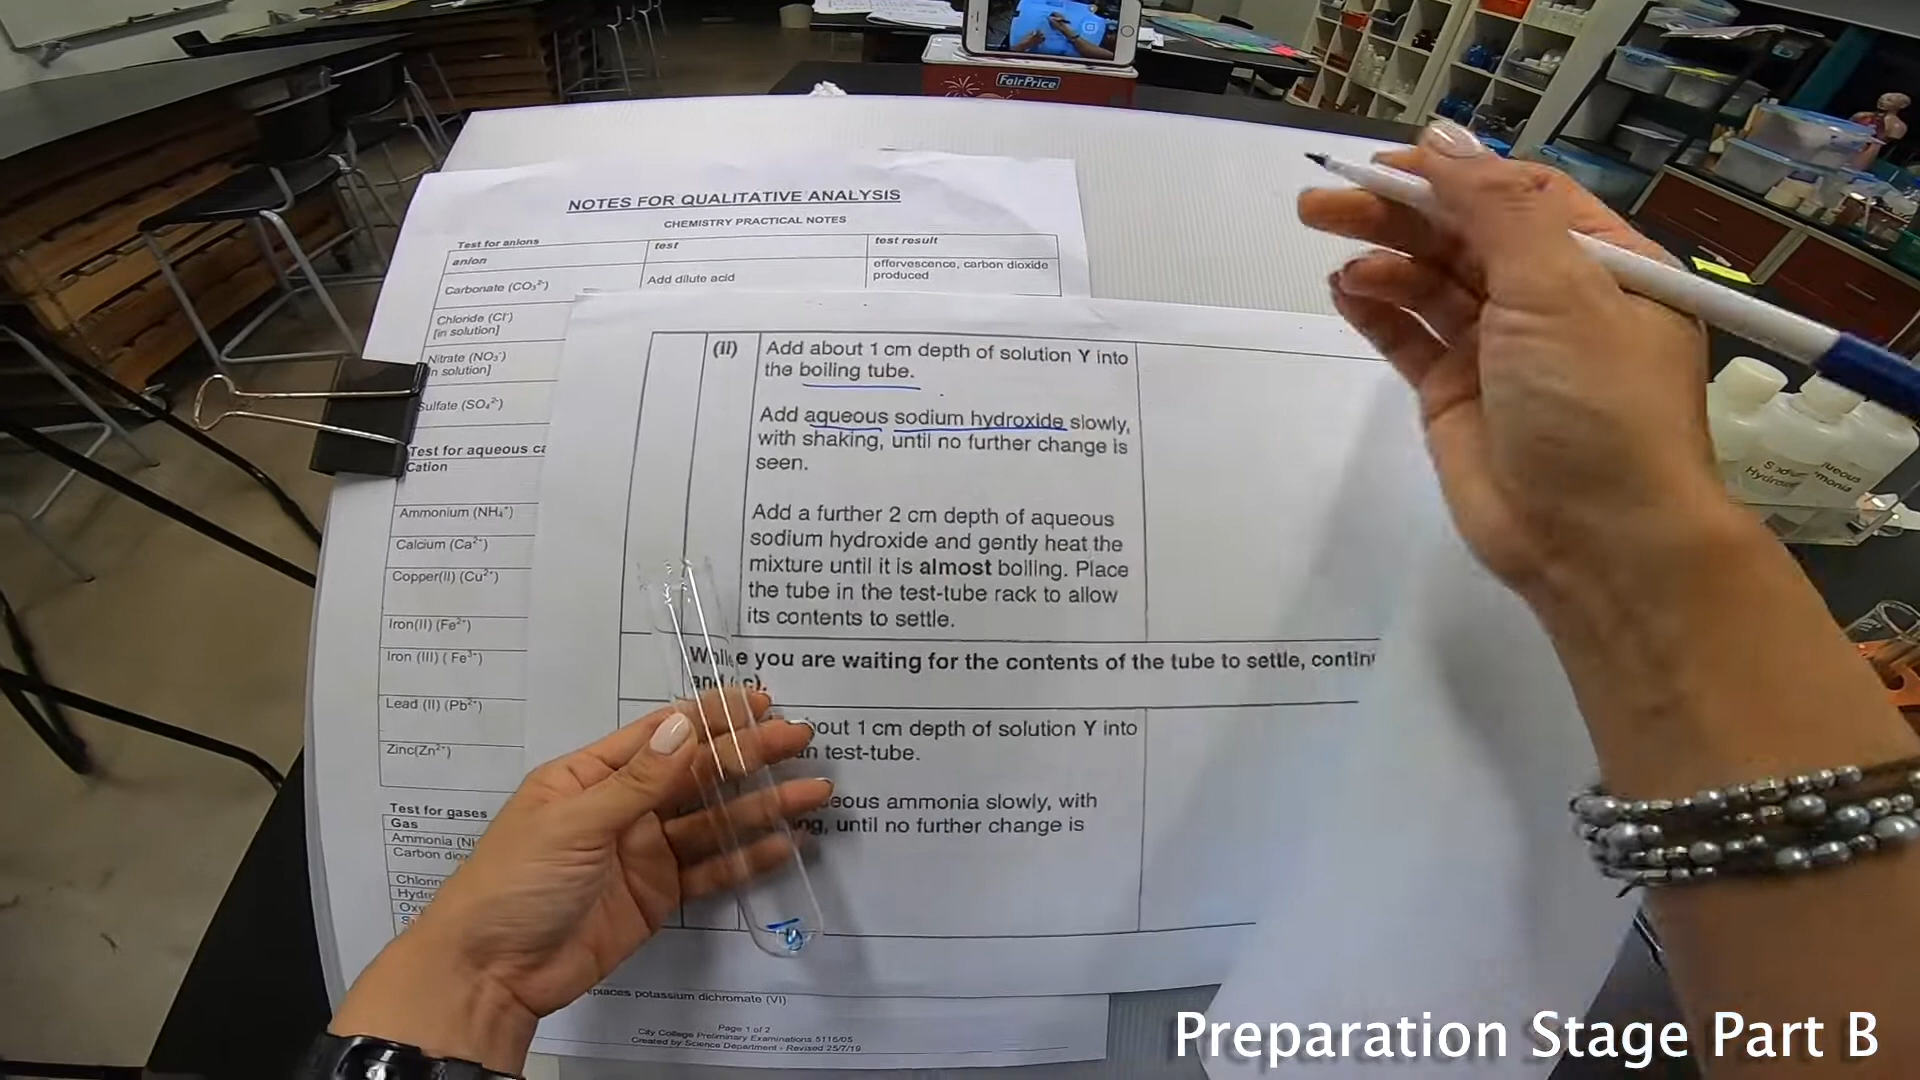 FairPrice
NOTES FOR QUALITATIVE ANALYSIS
CHEMISTRY PRACTICAL NOTES
Test for anions
anion
test
test result
Carbonate (CO₃²⁻)
Add dilute acid
effervescence, carbon dioxide
produced
Chloride (Cl⁻)
[in solution]
Nitrate (NO₃⁻)
in solution]
Sulfate (SO₄²⁻)
Test for aqueous ca
Cation
Ammonium (NH₄⁺)
Calcium (Ca²⁺)
Copper(II) (Cu²⁺)
Iron(II) (Fe²⁺)
Iron (III) ( Fe³⁺)
Lead (II) (Pb²⁺)
Zinc(Zn²⁺)
Test for gases
Gas
Ammonia
Carbon
(ii)
Add about 1 cm depth of solution Y into
the boiling tube.
Add aqueous sodium hydroxide slowly,
with shaking, until no further change is
seen.
Add a further 2 cm depth of aqueous
sodium hydroxide and gently heat the
mixture until it is almost boiling. Place
the tube in the test-tube rack to allow
its contents to settle.
While you are waiting for the contents of the tube to settle, contin
and (c).
bout 1 cm depth of solution Y into
test-tube.
eous ammonia slowly, with
ing, until no further change is
eplaces potassium dichromate (VI)
Page 1 of 2
City College Preliminary Examinations 5116/05
Created by Science Department - Revised 25/7/19
Preparation Stage Part B